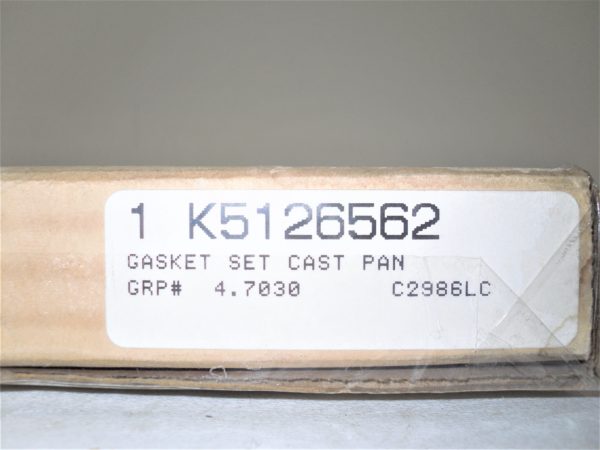 1 K5126562
GASKET SET CAST PAN
GRP# 4.7030 C2986LC